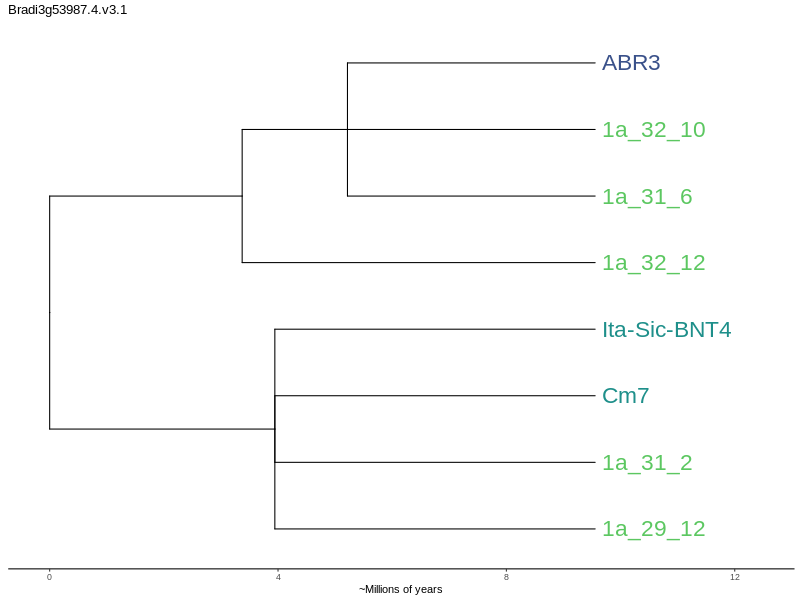 Bradi3g53987.4.v3.1
ABR3
1a_32_10
1a_31_6
1a_32_12
Ita-Sic-BNT4
Cm7
1a_31_2
1a_29_12
0 4 8 12
~Millions of years